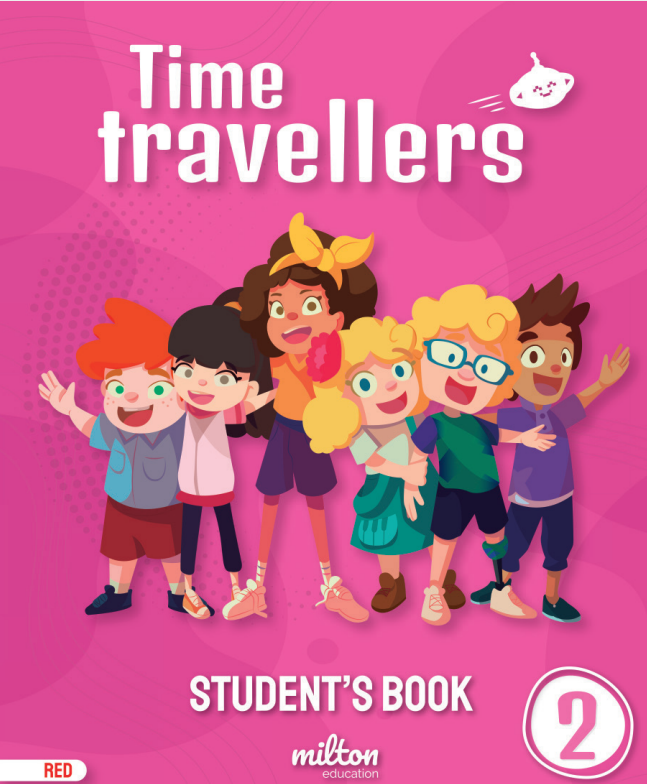 Time
travellers
STUDENT'S BOOK
2
milton
education
RED